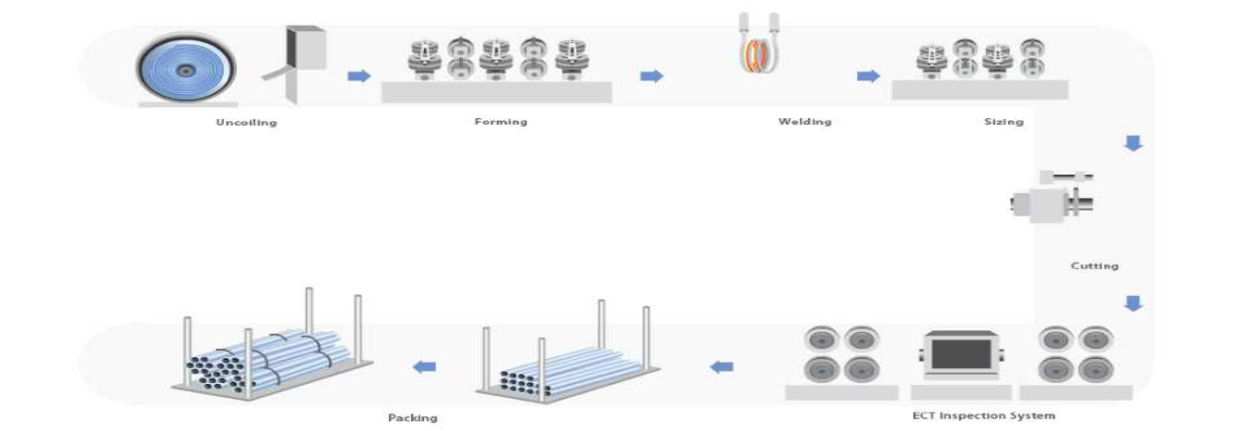 Uncoiling
Forming
Welding
Sizing
Cutting
ECT Inspection System
Packing